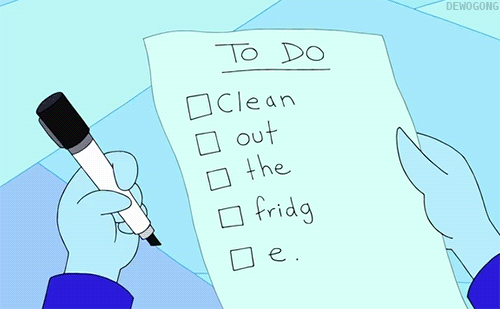 DEWOGONG
TO DO
Clean
out
the
fridg
e.